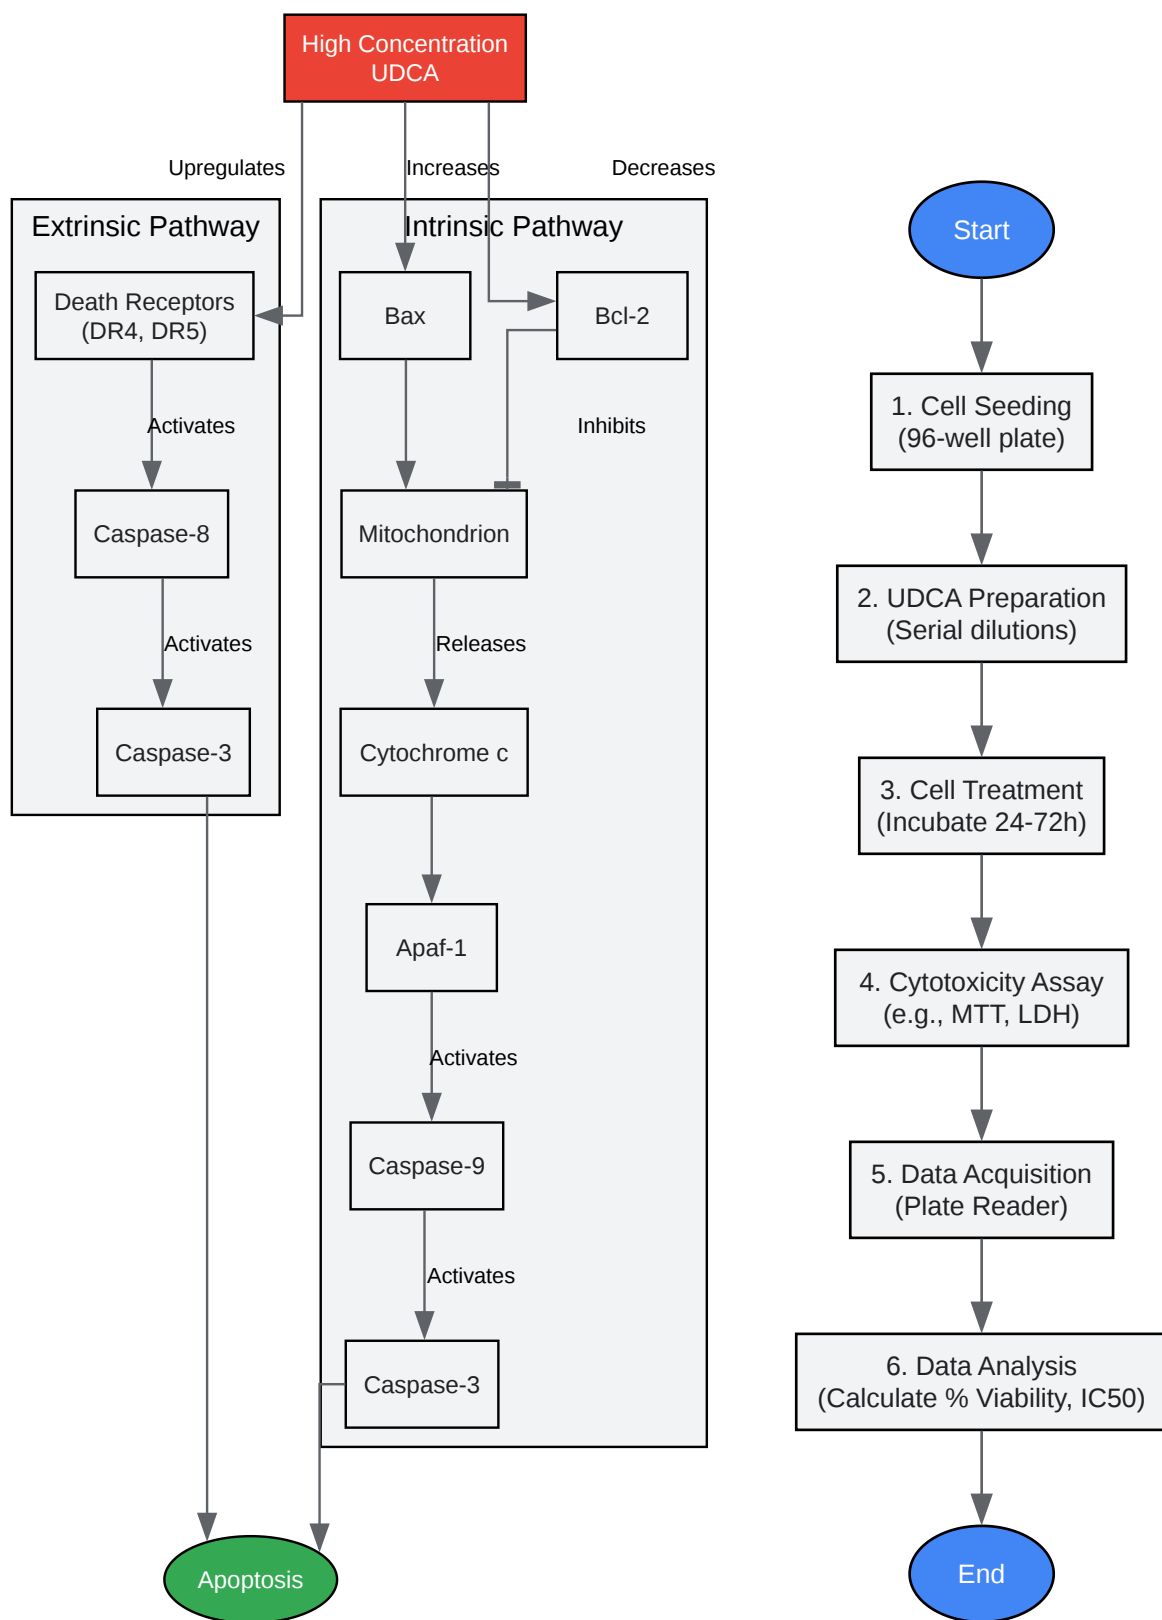 High Concentration
UDCA
Upregulates
Increases
Decreases
Extrinsic Pathway
Intrinsic Pathway
Death Receptors
(DR4, DR5)
Bax
Bcl-2
Activates
Inhibits
Caspase-8
Mitochondrion
Activates
Releases
Caspase-3
Cytochrome c
Apaf-1
Activates
Caspase-9
Activates
Caspase-3
Apoptosis
Start
1. Cell Seeding
(96-well plate)
2. UDCA Preparation
(Serial dilutions)
3. Cell Treatment
(Incubate 24-72h)
4. Cytotoxicity Assay
(e.g., MTT, LDH)
5. Data Acquisition
(Plate Reader)
6. Data Analysis
(Calculate % Viability, IC50)
End